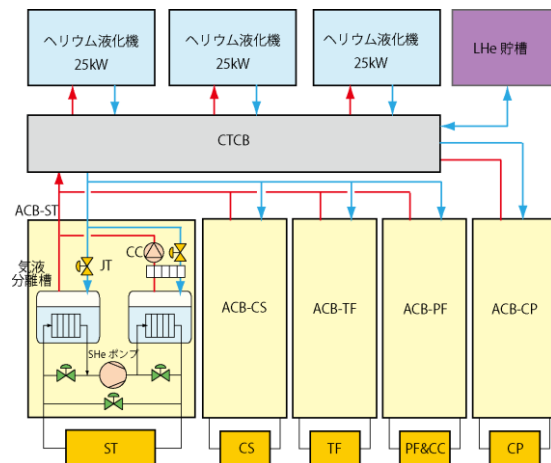 ヘリウム液化機
25kW
ヘリウム液化機
25kW
ヘリウム液化機
25kW
LHe 貯槽
CTCB
ACB-ST
気液
分離槽
JT
CC
SHe ポンプ
ACB-CS
ACB-TF
ACB-PF
ACB-CP
ST
CS
TF
PF&CC
CP